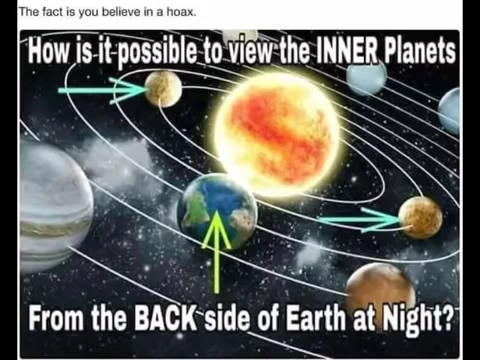 The fact is you believe in a hoax.
How is it possible to view the INNER Planets
From the BACK side of Earth at Night?